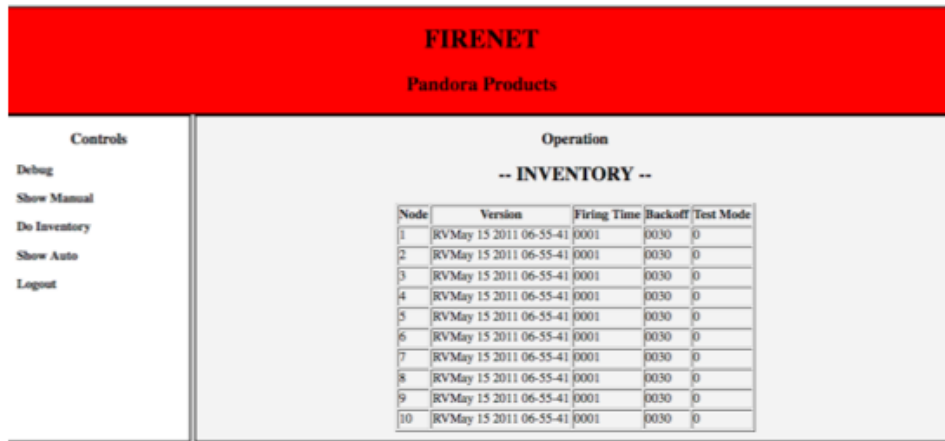 FIRENET
Pandora Products
Controls
Debug
Show Manual
Do Inventory
Show Auto
Logout
Operation
-- INVENTORY --
Node Version Firing Time Backoff Test Mode
1 RVMay 15 2011 06-55-41 0001 0030 0
2 RVMay 15 2011 06-55-41 0001 0030 0
3 RVMay 15 2011 06-55-41 0001 0030 0
4 RVMay 15 2011 06-55-41 0001 0030 0
5 RVMay 15 2011 06-55-41 0001 0030 0
6 RVMay 15 2011 06-55-41 0001 0030 0
7 RVMay 15 2011 06-55-41 0001 0030 0
8 RVMay 15 2011 06-55-41 0001 0030 0
9 RVMay 15 2011 06-55-41 0001 0030 0
10 RVMay 15 2011 06-55-41 0001 0030 0